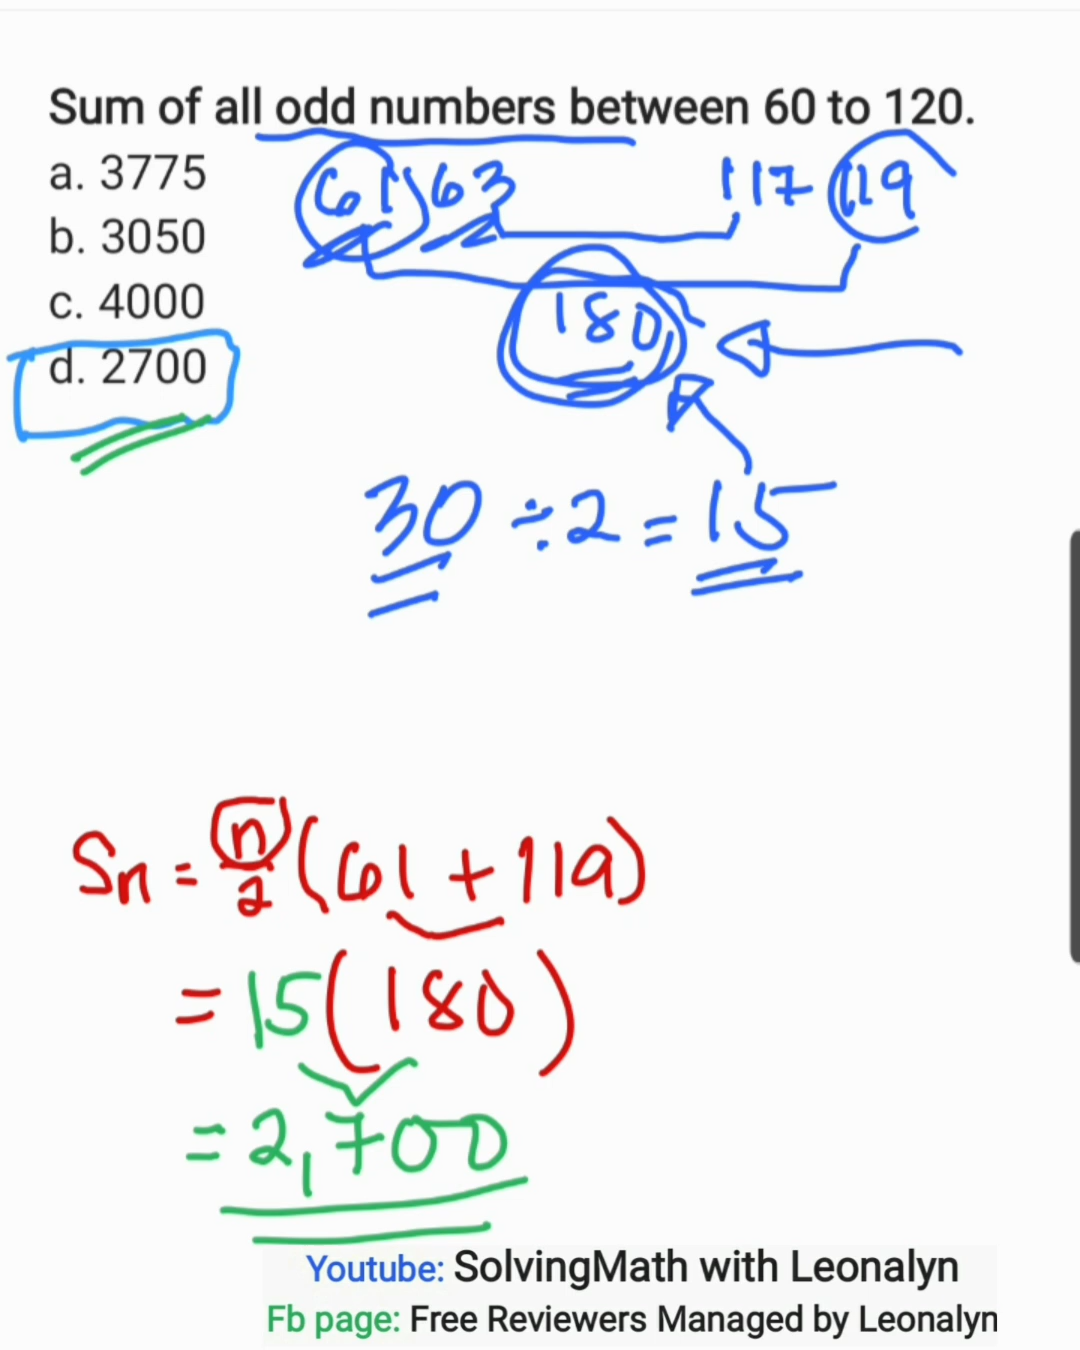 Sum of all odd numbers between 60 to 120.
a. 3775
b. 3050
c. 4000
d. 2700
61, 63 117 119
180
30 ÷ 2 = 15
Sn = n/2 (61 + 119)
= 15(180)
= 2,700
Youtube: SolvingMath with Leonalyn
Fb page: Free Reviewers Managed by Leonalyn